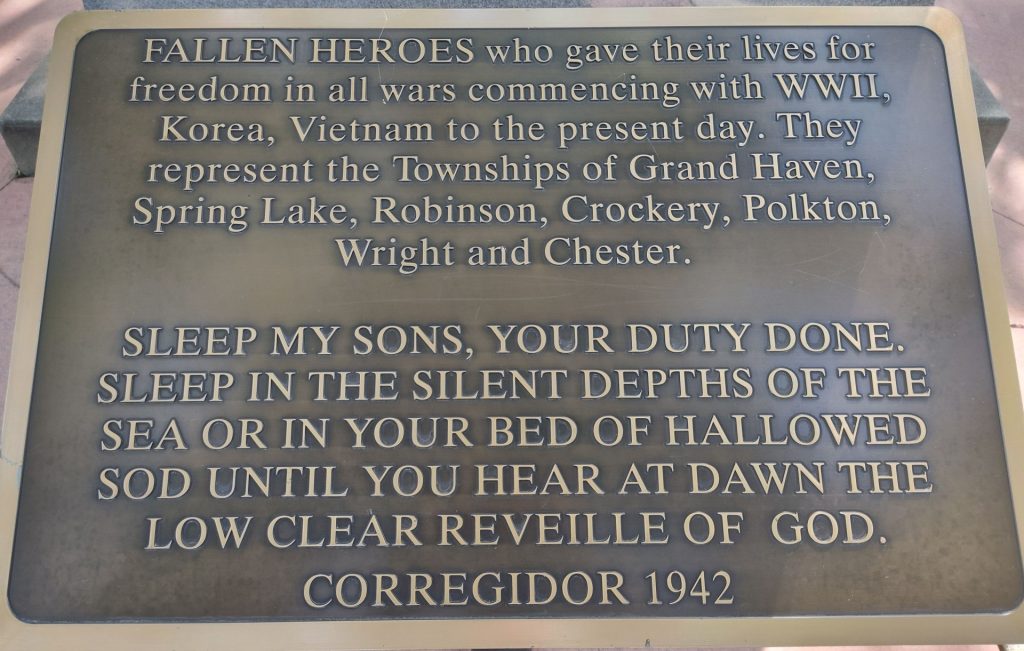 FALLEN HEROES who gave their lives for
freedom in all wars commencing with WWII,
Korea, Vietnam to the present day. They
represent the Townships of Grand Haven,
Spring Lake, Robinson, Crockery, Polkton,
Wright and Chester.
SLEEP MY SONS, YOUR DUTY DONE.
SLEEP IN THE SILENT DEPTHS OF THE
SEA OR IN YOUR BED OF HALLOWED
SOD UNTIL YOU HEAR AT DAWN THE
LOW CLEAR REVEILLE OF GOD.
CORREGIDOR 1942